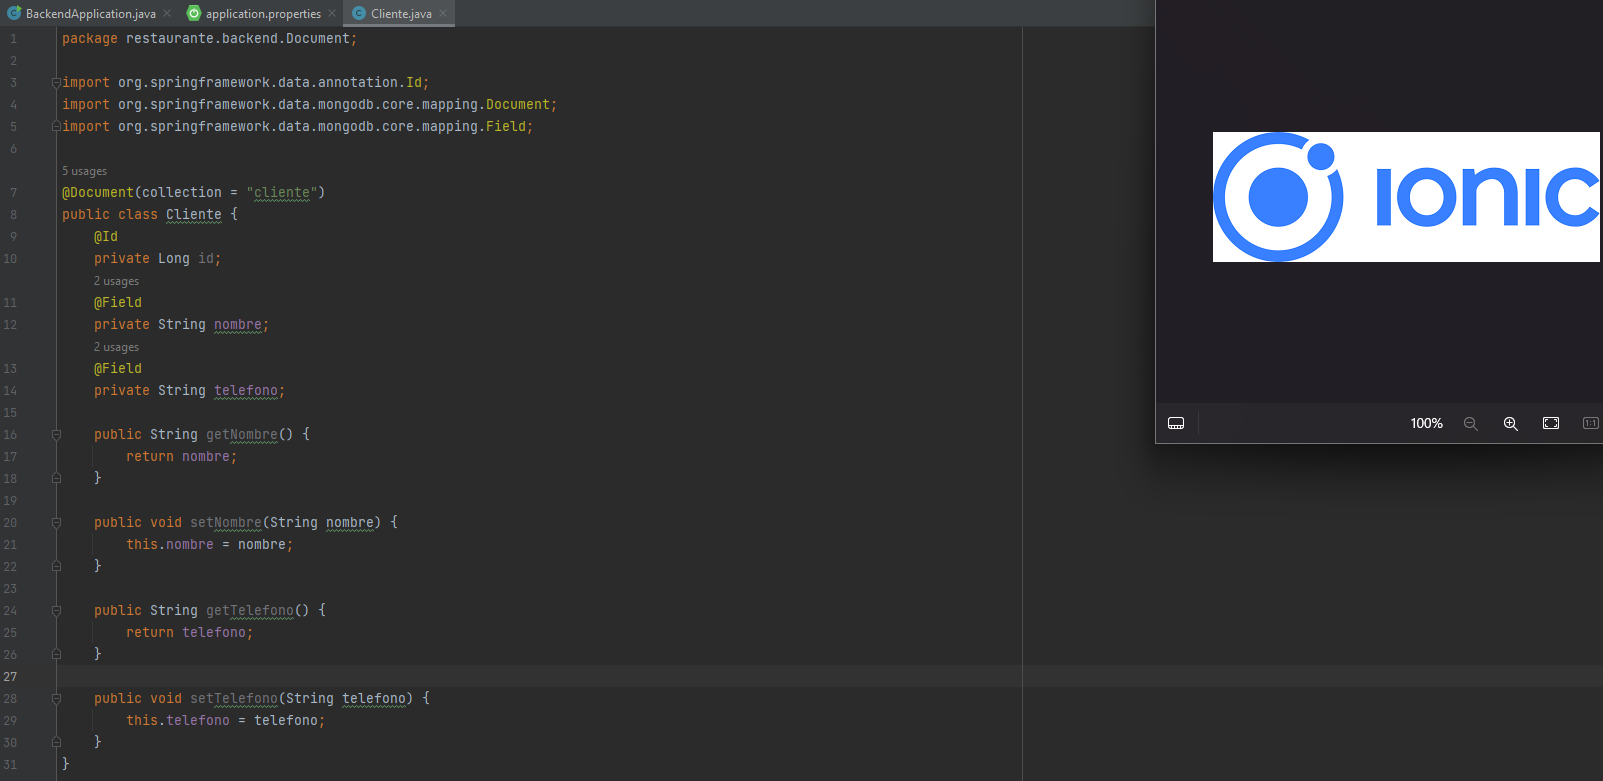 BackendApplication.java application.properties Cliente.java
1 package restaurante.backend.Document;
2
3 import org.springframework.data.annotation.Id;
4 import org.springframework.data.mongodb.core.mapping.Document;
5 import org.springframework.data.mongodb.core.mapping.Field;
6
5 usages
7 @Document(collection = "cliente")
8 public class Cliente {
9 @Id
10 private Long id;
2 usages
11 @Field
12 private String nombre;
2 usages
13 @Field
14 private String telefono;
15
16 public String getNombre() {
17 return nombre;
18 }
19
20 public void setNombre(String nombre) {
21 this.nombre = nombre;
22 }
23
24 public String getTelefono() {
25 return telefono;
26 }
27
28 public void setTelefono(String telefono) {
29 this.telefono = telefono;
30 }
31 }
ionic
100% 1:1